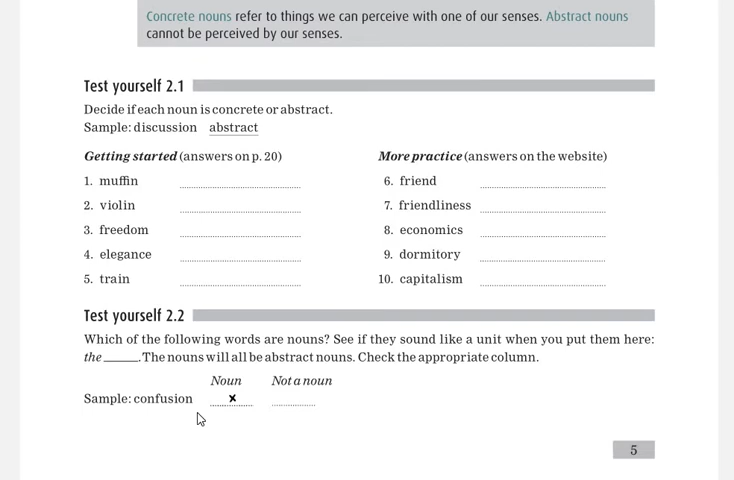 Concrete nouns refer to things we can perceive with one of our senses. Abstract nouns
cannot be perceived by our senses.
Test yourself 2.1
Decide if each noun is concrete or abstract.
Sample: discussion abstract
Getting started (answers on p. 20)
1. muffin
2. violin
3. freedom
4. elegance
5. train
More practice (answers on the website)
6. friend
7. friendliness
8. economics
9. dormitory
10. capitalism
Test yourself 2.2
Which of the following words are nouns? See if they sound like a unit when you put them here:
the _____. The nouns will all be abstract nouns. Check the appropriate column.
Noun Not a noun
Sample: confusion x
5